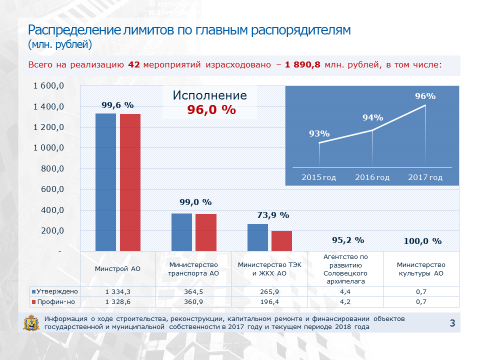 Распределение лимитов по главным распорядителям
(млн. рублей)
Всего на реализацию 42 мероприятий израсходовано – 1 890,8 млн. рублей, в том числе:
1 600,0
1 400,0
1 200,0
1 000,0
800,0
600,0
400,0
200,0
-
99,6 %
99,0 %
73,9 %
95,2 %
100,0 %
Исполнение
96,0 %
93%
94%
96%
2015 год 2016 год 2017 год
Минстрой АО
Министерство
транспорта АО
Министерство ТЭК
и ЖКХ АО
Агентство по
развитию
Соловецкого
архипелага
Министерство
культуры АО
Утверждено 1 334,3 364,5 265,9 4,4 0,7
Профин-но 1 328,6 360,9 196,4 4,2 0,7
Информация о ходе строительства, реконструкции, капитальном ремонте и финансировании объектов
государственной и муниципальной собственности в 2017 году и текущем периоде 2018 года
3